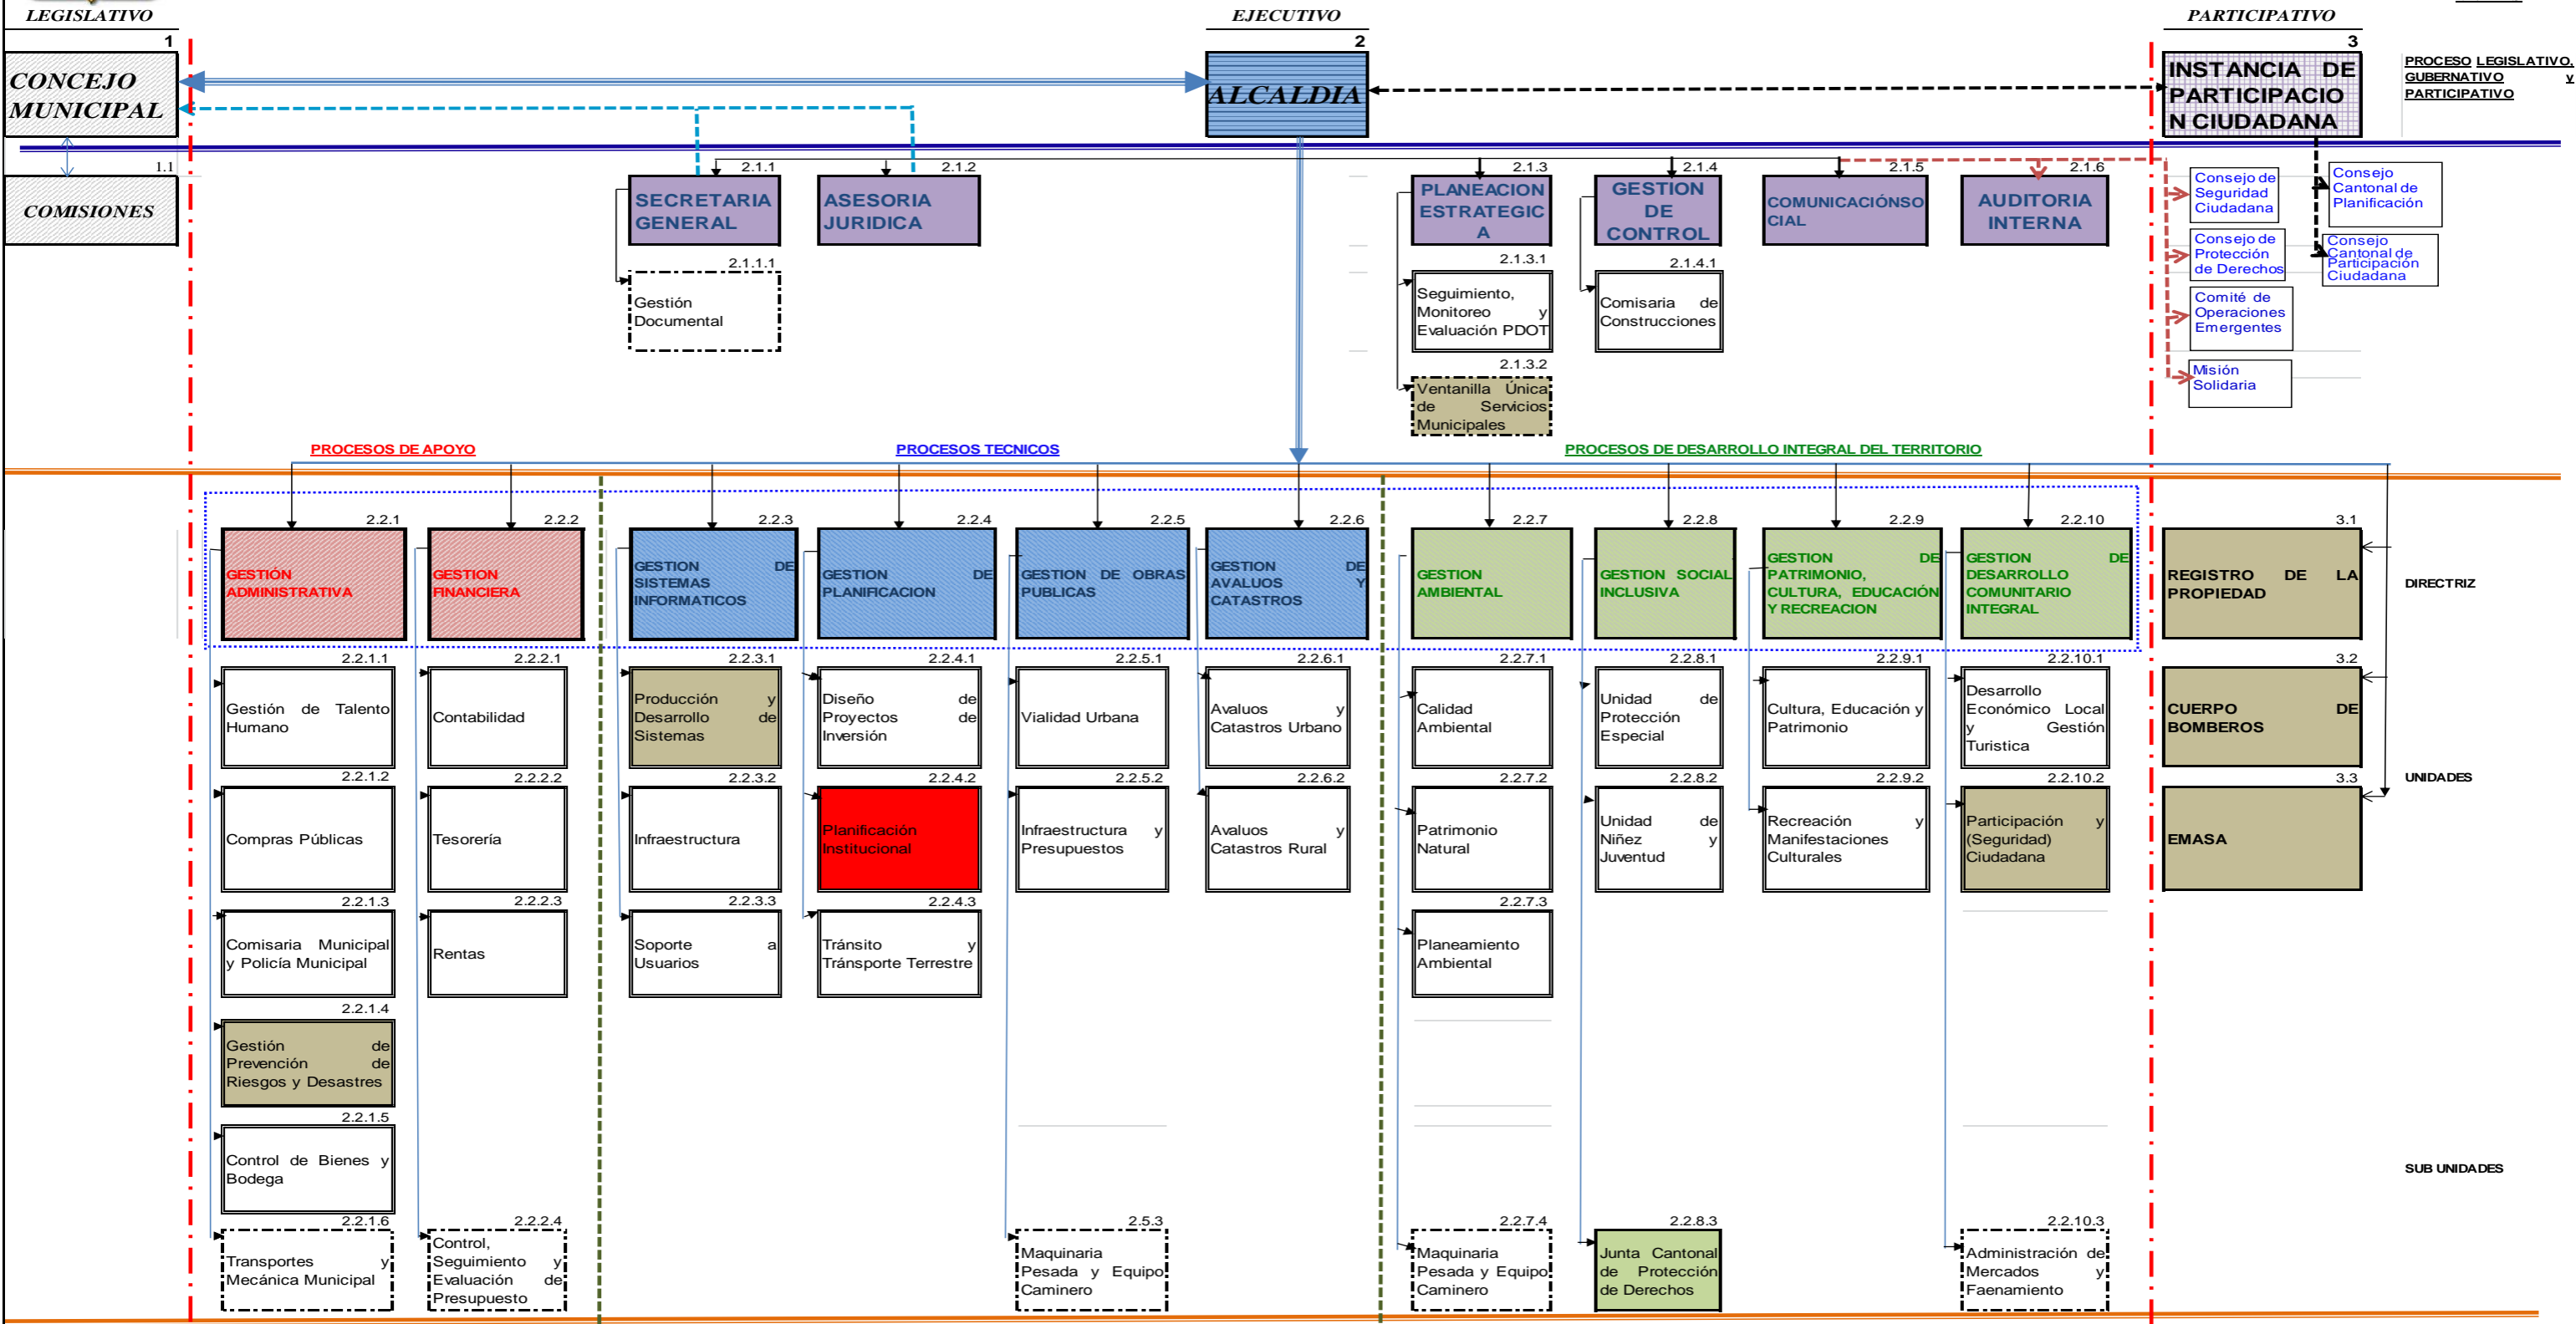 LEGISLATIVO
EJECUTIVO
PARTICIPATIVO
1
2
3
CONCEJO
MUNICIPAL
ALCALDIA
INSTANCIA DE
PARTICIPACIO
N CIUDADANA
PROCESO LEGISLATIVO,
GUBERNATIVO y
PARTICIPATIVO
1.1
COMISIONES
2.1.1
SECRETARIA
GENERAL
2.1.2
ASESORIA
JURIDICA
2.1.3
PLANEACION
ESTRATEGIC
A
2.1.4
GESTION
DE
CONTROL
2.1.5
COMUNICACIÓNSO
CIAL
2.1.6
AUDITORIA
INTERNA
Consejo de
Seguridad
Ciudadana
Consejo
Cantonal de
Planificación
Consejo de
Protección
de Derechos
Consejo
Cantonal de
Participación
Ciudadana
Comité de
Operaciones
Emergentes
Misión
Solidaria
2.1.1.1
Gestión
Documental
2.1.3.1
Seguimiento,
Monitoreo y
Evaluación PDOT
2.1.4.1
Comisaria de
Construcciones
2.1.3.2
Ventanilla Única
de Servicios
Municipales
PROCESOS DE APOYO
PROCESOS TECNICOS
PROCESOS DE DESARROLLO INTEGRAL DEL TERRITORIO
2.2.1
GESTIÓN
ADMINISTRATIVA
2.2.2
GESTION
FINANCIERA
2.2.3
GESTION DE
SISTEMAS
INFORMATICOS
2.2.4
GESTION DE
PLANIFICACION
2.2.5
GESTION DE OBRAS
PUBLICAS
2.2.6
GESTION DE
AVALUOS Y
CATASTROS
2.2.7
GESTION
AMBIENTAL
2.2.8
GESTION SOCIAL
INCLUSIVA
2.2.9
GESTION DE
PATRIMONIO,
CULTURA, EDUCACIÓN
Y RECREACION
2.2.10
GESTION DE
DESARROLLO
COMUNITARIO
INTEGRAL
3.1
REGISTRO DE LA
PROPIEDAD
DIRECTRIZ
2.2.1.1
Gestión de Talento
Humano
2.2.2.1
Contabilidad
2.2.3.1
Producción y
Desarrollo de
Sistemas
2.2.4.1
Diseño de
Proyectos de
Inversión
2.2.5.1
Vialidad Urbana
2.2.6.1
Avaluos y
Catastros Urbano
2.2.7.1
Calidad
Ambiental
2.2.8.1
Unidad de
Protección
Especial
2.2.9.1
Cultura, Educación y
Patrimonio
2.2.10.1
Desarrollo
Económico Local
y Gestión
Turistica
3.2
CUERPO DE
BOMBEROS
UNIDADES
2.2.1.2
Compras Públicas
2.2.2.2
Tesorería
2.2.3.2
Infraestructura
2.2.4.2
Planificación
Institucional
2.2.5.2
Infraestructura y
Presupuestos
2.2.6.2
Avaluos y
Catastros Rural
2.2.7.2
Patrimonio
Natural
2.2.8.2
Unidad de
Niñez y
Juventud
2.2.9.2
Recreación y
Manifestaciones
Culturales
2.2.10.2
Participación y
(Seguridad)
Ciudadana
3.3
EMASA
2.2.1.3
Comisaria Municipal
y Policía Municipal
2.2.2.3
Rentas
2.2.3.3
Soporte a
Usuarios
2.2.4.3
Tránsito y
Tránsporte Terrestre
2.2.7.3
Planeamiento
Ambiental
2.2.1.4
Gestión de
Prevención de
Riesgos y Desastres
2.2.1.5
Control de Bienes y
Bodega
SUB UNIDADES
2.2.1.6
Transportes y
Mecánica Municipal
2.2.2.4
Control,
Seguimiento y
Evaluación de
Presupuesto
2.5.3
Maquinaria
Pesada y Equipo
Caminero
2.2.7.4
Maquinaria
Pesada y Equipo
Caminero
2.2.8.3
Junta Cantonal
de Protección
de Derechos
2.2.10.3
Administración de
Mercados y
Faenamiento